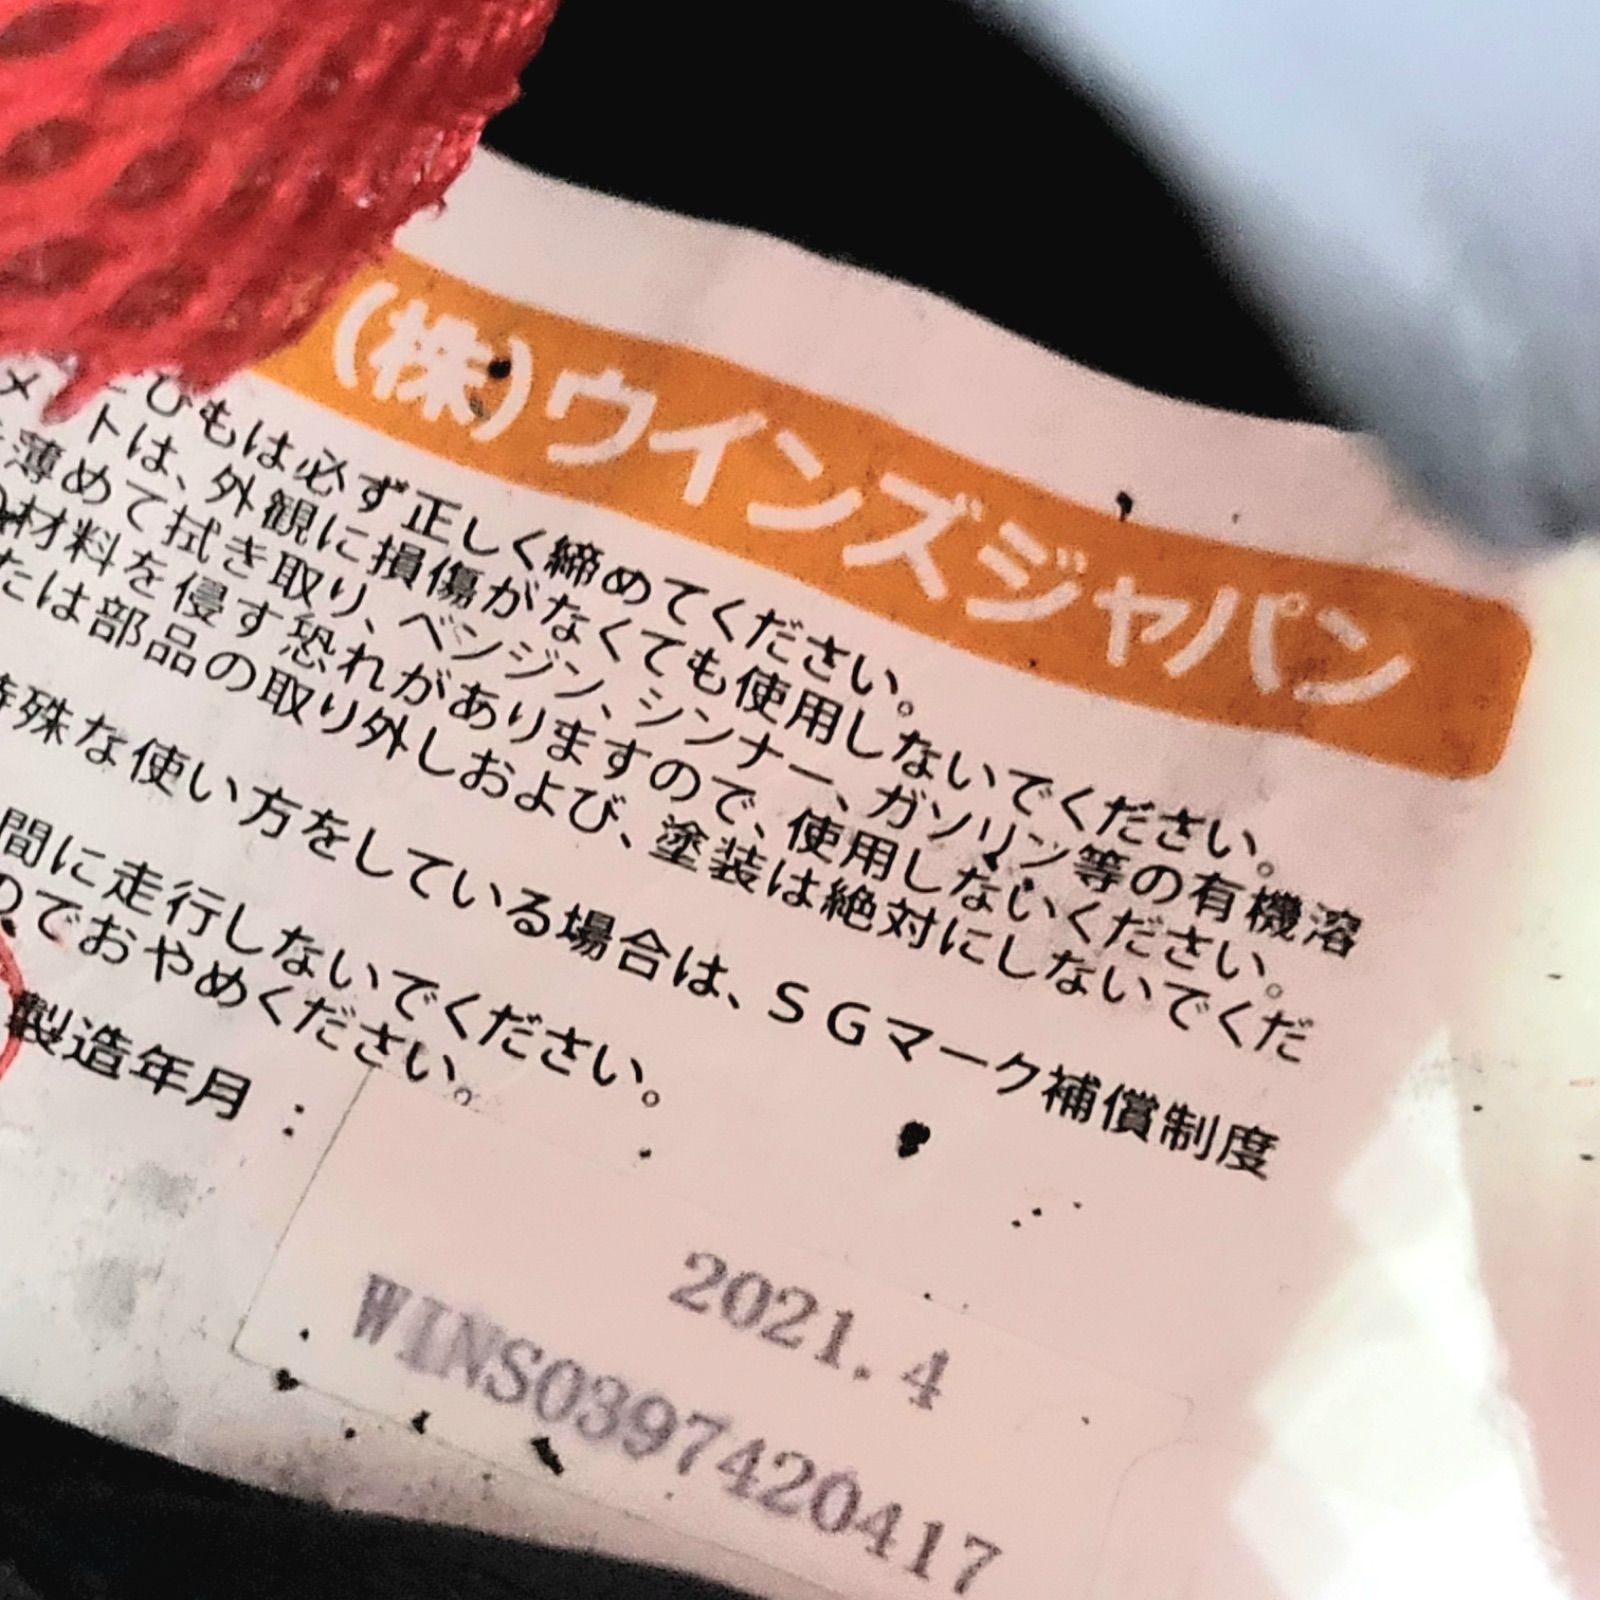 (株)ウインズジャパン
ひもは必ず正しく締めてください。
メットは、外観に損傷がなくても使用しないでください。
薄めて拭き取り、ベンジン、シンナー、ガソリン等の有機溶
材料を侵す恐れがありますので、使用しないください。
たは部品の取り外しおよび、塗装は絶対にしないでくだ
特殊な使い方をしている場合は、SGマーク補償制度
間に走行しないでください。
のでおやめください。
製造年月:
2021.4
WINS0397420417